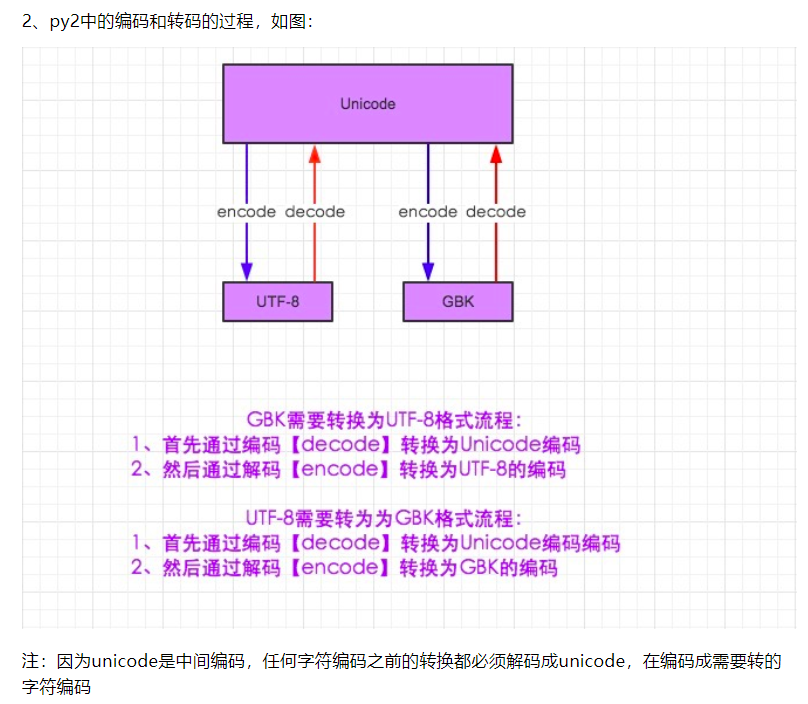 2、py2中的编码和转码的过程，如图：
Unicode
encode decode encode decode
UTF-8 GBK
GBK需要转换为UTF-8格式流程：
1、首先通过编码【decode】转换为Unicode编码
2、然后通过解码【encode】转换为UTF-8的编码
UTF-8需要转为为GBK格式流程：
1、首先通过编码【decode】转换为Unicode编码编码
2、然后通过解码【encode】转换为GBK的编码
注：因为unicode是中间编码，任何字符编码之前的转换都必须解码成unicode，在编码成需要转的
字符编码